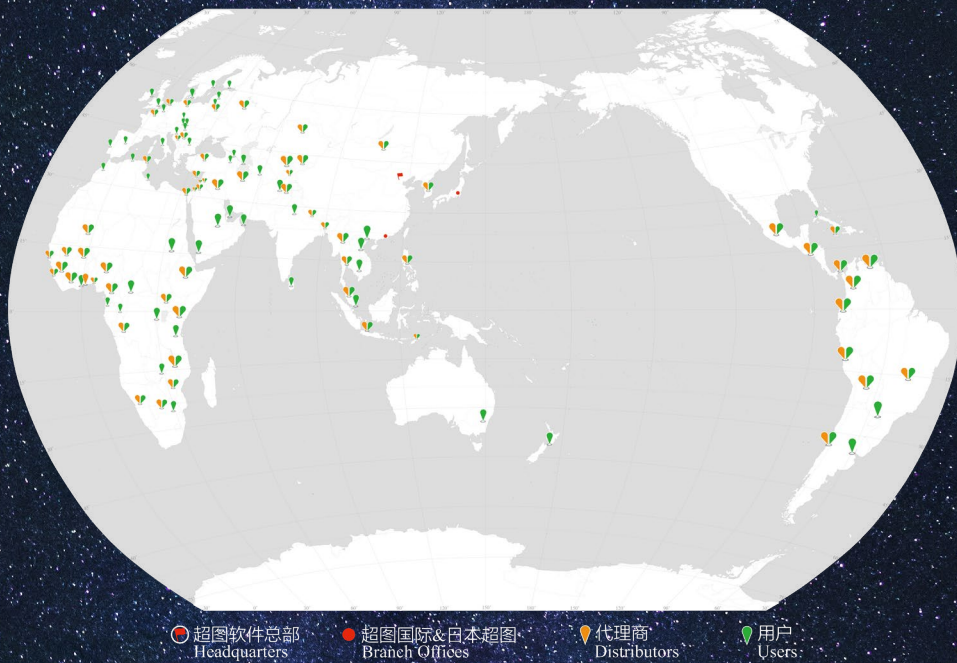 超图软件总部
Headquarters
超图国际&日本超图
Branch Offices
代理商
Distributors
用户
Users